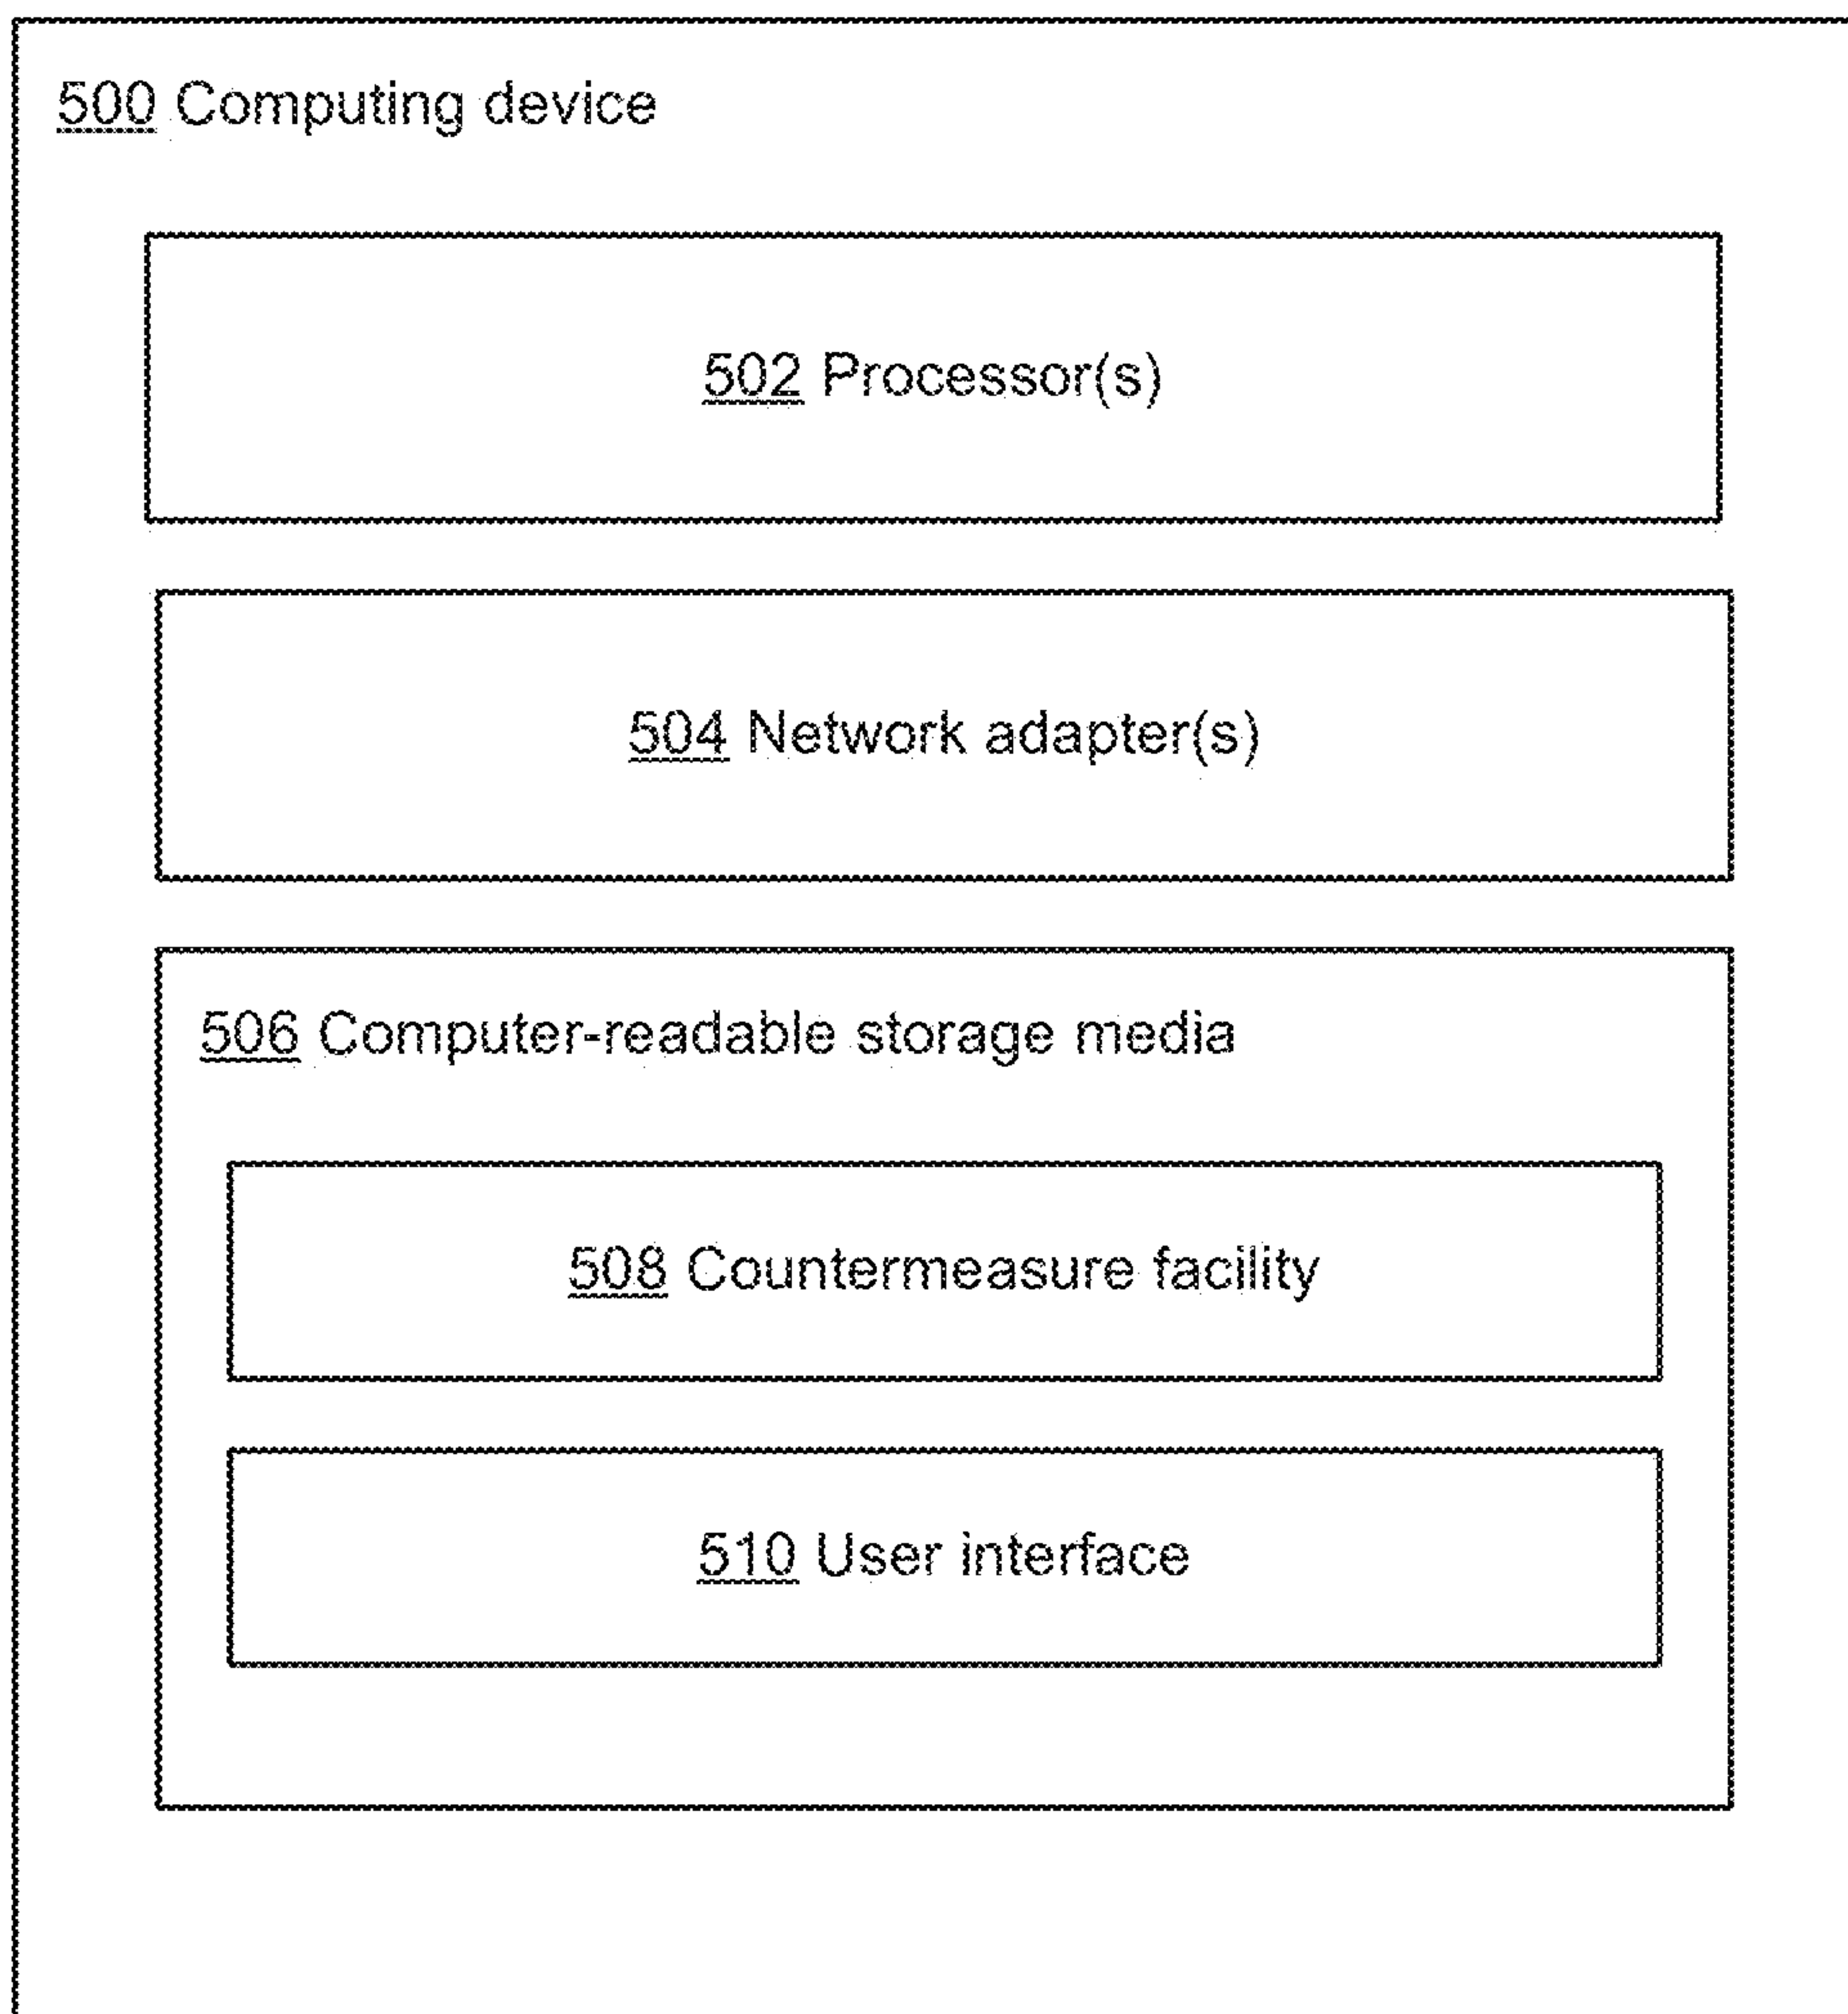 500 Computing device
502 Processor(s)
504 Network adapter(s)
506 Computer-readable storage media
508 Countermeasure facility
510 User interface